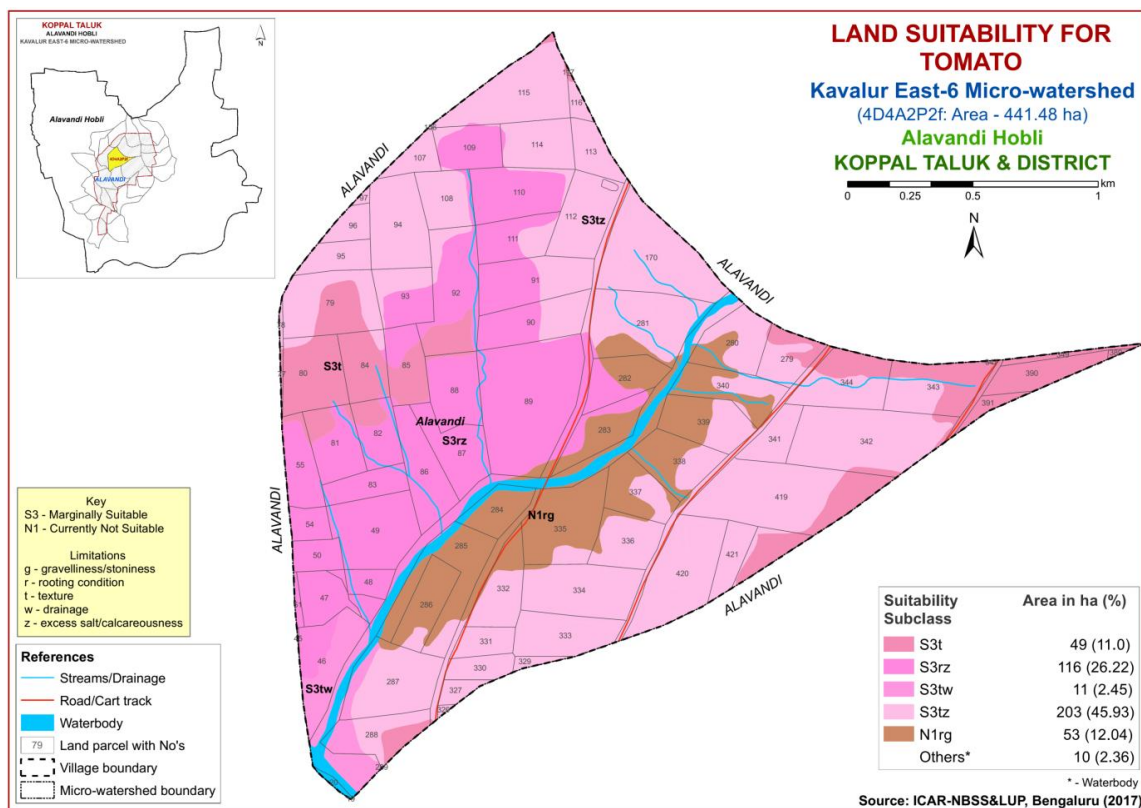 KOPPAL TALUK
ALAVANDI HOBLI
KAVALUR EAST-6 MICRO-WATERSHED
N
Alavandi Hobli
ALAVANDI
LAND SUITABILITY FOR
TOMATO
Kavalur East-6 Micro-watershed
(4D4A2P2f: Area - 441.48 ha)
Alavandi Hobli
KOPPAL TALUK & DISTRICT
km
0 0.25 0.5 1
N
115
116
109
114
113
107
110
108
112
S3tz
ALAVANDI
97
96
94
111
95
170
ALAVANDI
79
93
92
91
90
281
280
279
80
S3t
84
85
88
89
282
340
344
343
390
391
Alavandi
S3rz
87
81
82
86
83
55
283
339
338
341
342
54
49
50
284
N1rg
335
337
419
ALAVANDI
285
336
48
47
286
332
334
420
421
ALAVANDI
46
331
333
S3tw
287
330
329
327
288
Key
S3 - Marginally Suitable
N1 - Currently Not Suitable
Limitations
g - gravelliness/stoniness
r - rooting condition
t - texture
w - drainage
z - excess salt/calcareousness
References
Streams/Drainage
Road/Cart track
Waterbody
79 Land parcel with No's
Village boundary
Micro-watershed boundary
Suitability Subclass Area in ha (%)
S3t 49 (11.0)
S3rz 116 (26.22)
S3tw 11 (2.45)
S3tz 203 (45.93)
N1rg 53 (12.04)
Others* 10 (2.36)
* - Waterbody
Source: ICAR-NBSS&LUP, Bengaluru (2017)